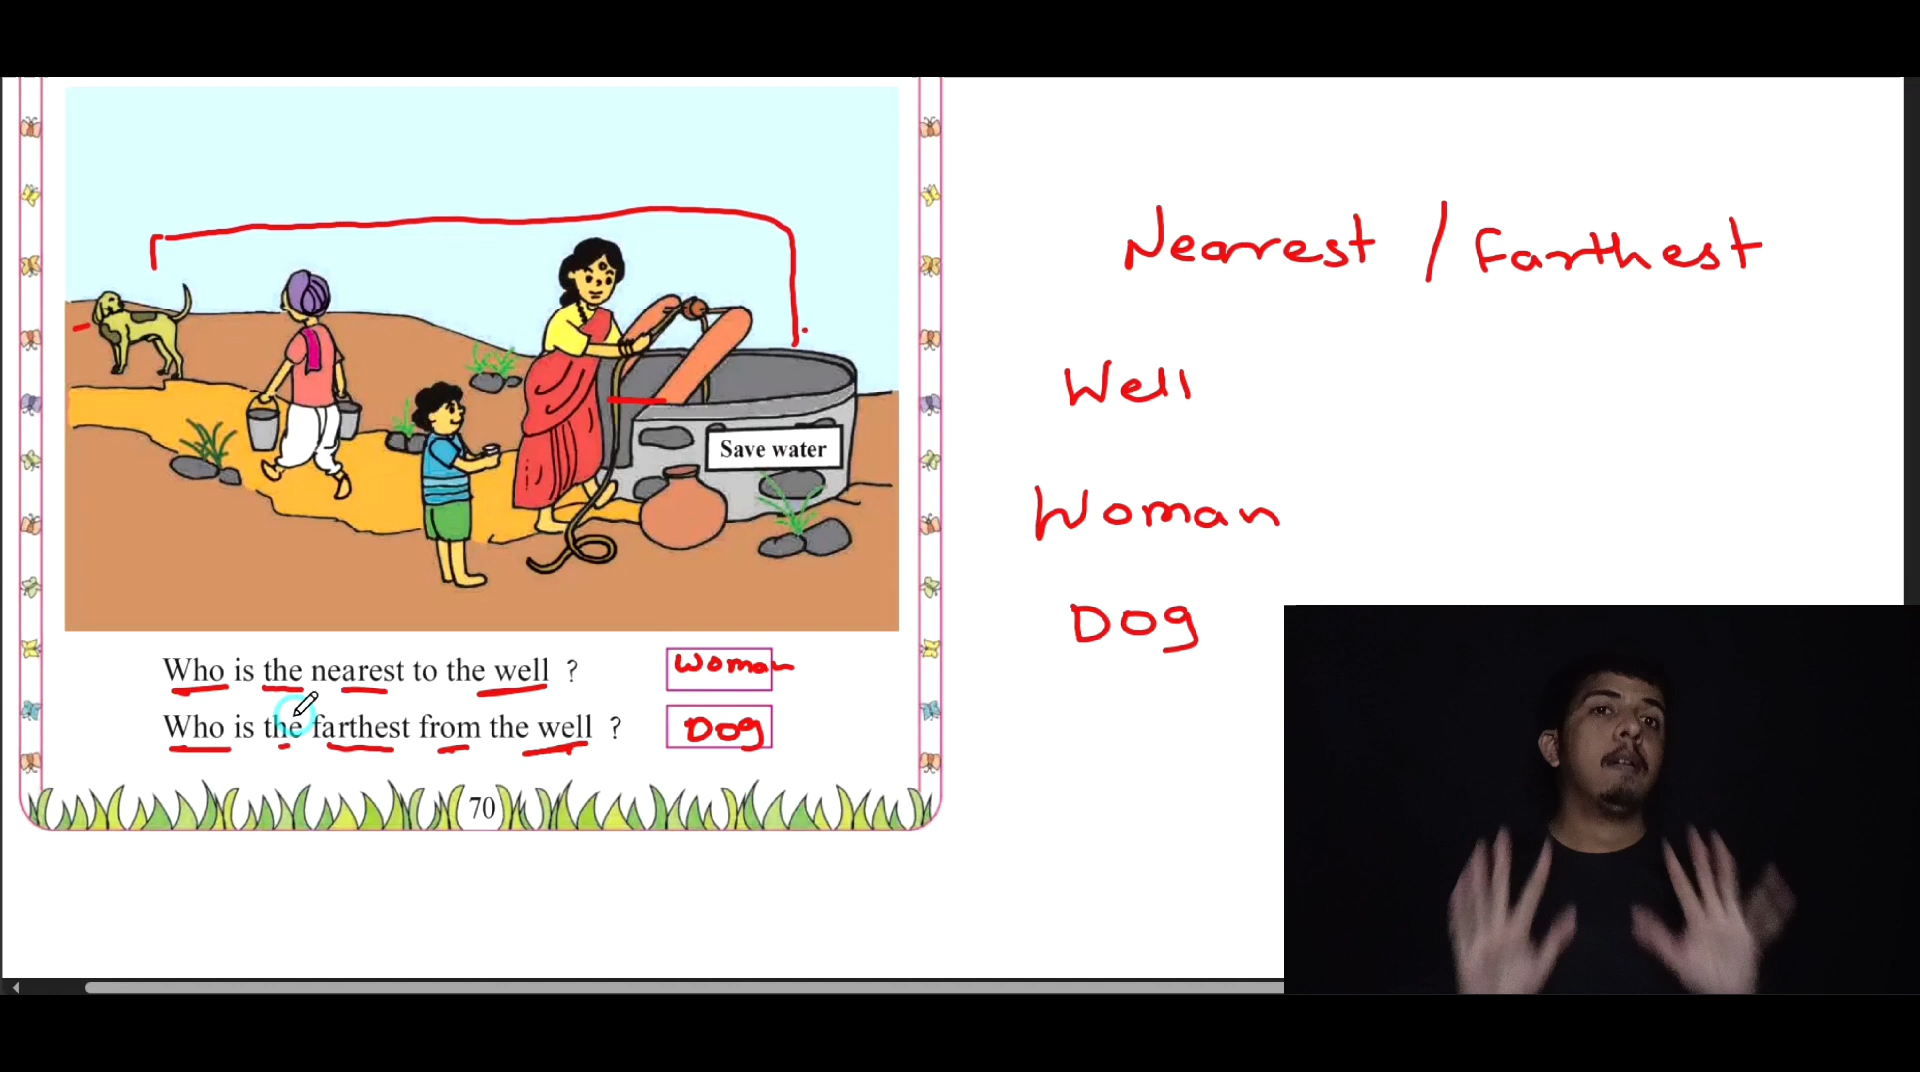 Save water
Who is the nearest to the well ? Woman
Who is the farthest from the well ? Dog
70
Nearest / Farthest
Well
Woman
Dog